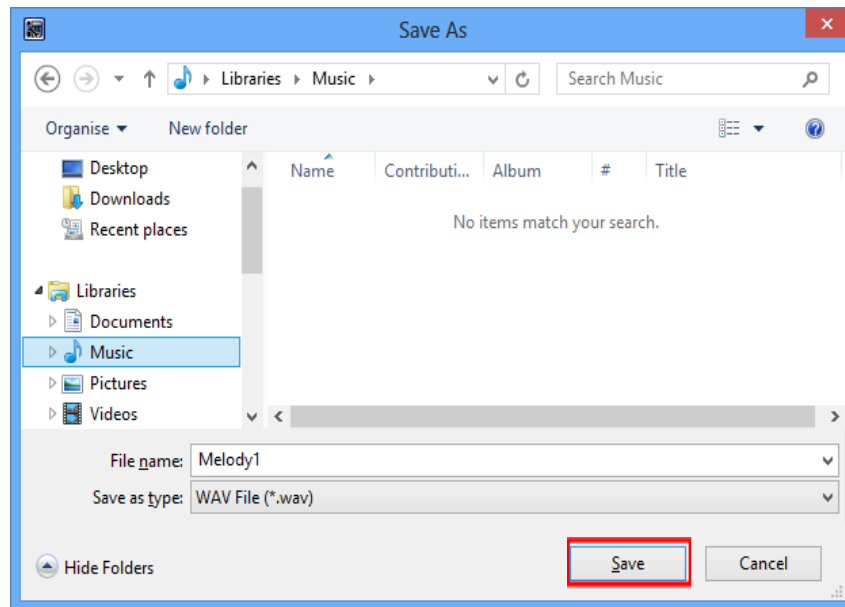 Save As
Libraries Music Search Music
Organise New folder
Name Contributi... Album # Title
No items match your search.
Desktop
Downloads
Recent places
Libraries
Documents
Music
Pictures
Videos
File name: Melody1
Save as type: WAV File (*.wav)
Hide Folders Save Cancel